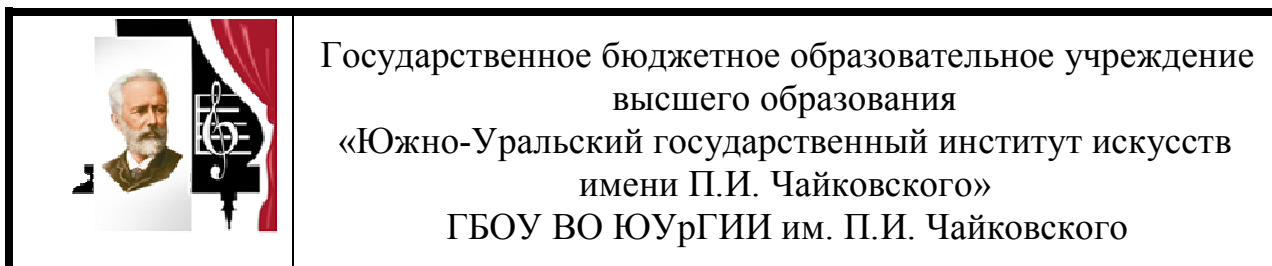 Государственное бюджетное образовательное учреждение
высшего образования
«Южно-Уральский государственный институт искусств
имени П.И. Чайковского»
ГБОУ ВО ЮУрГИИ им. П.И. Чайковского